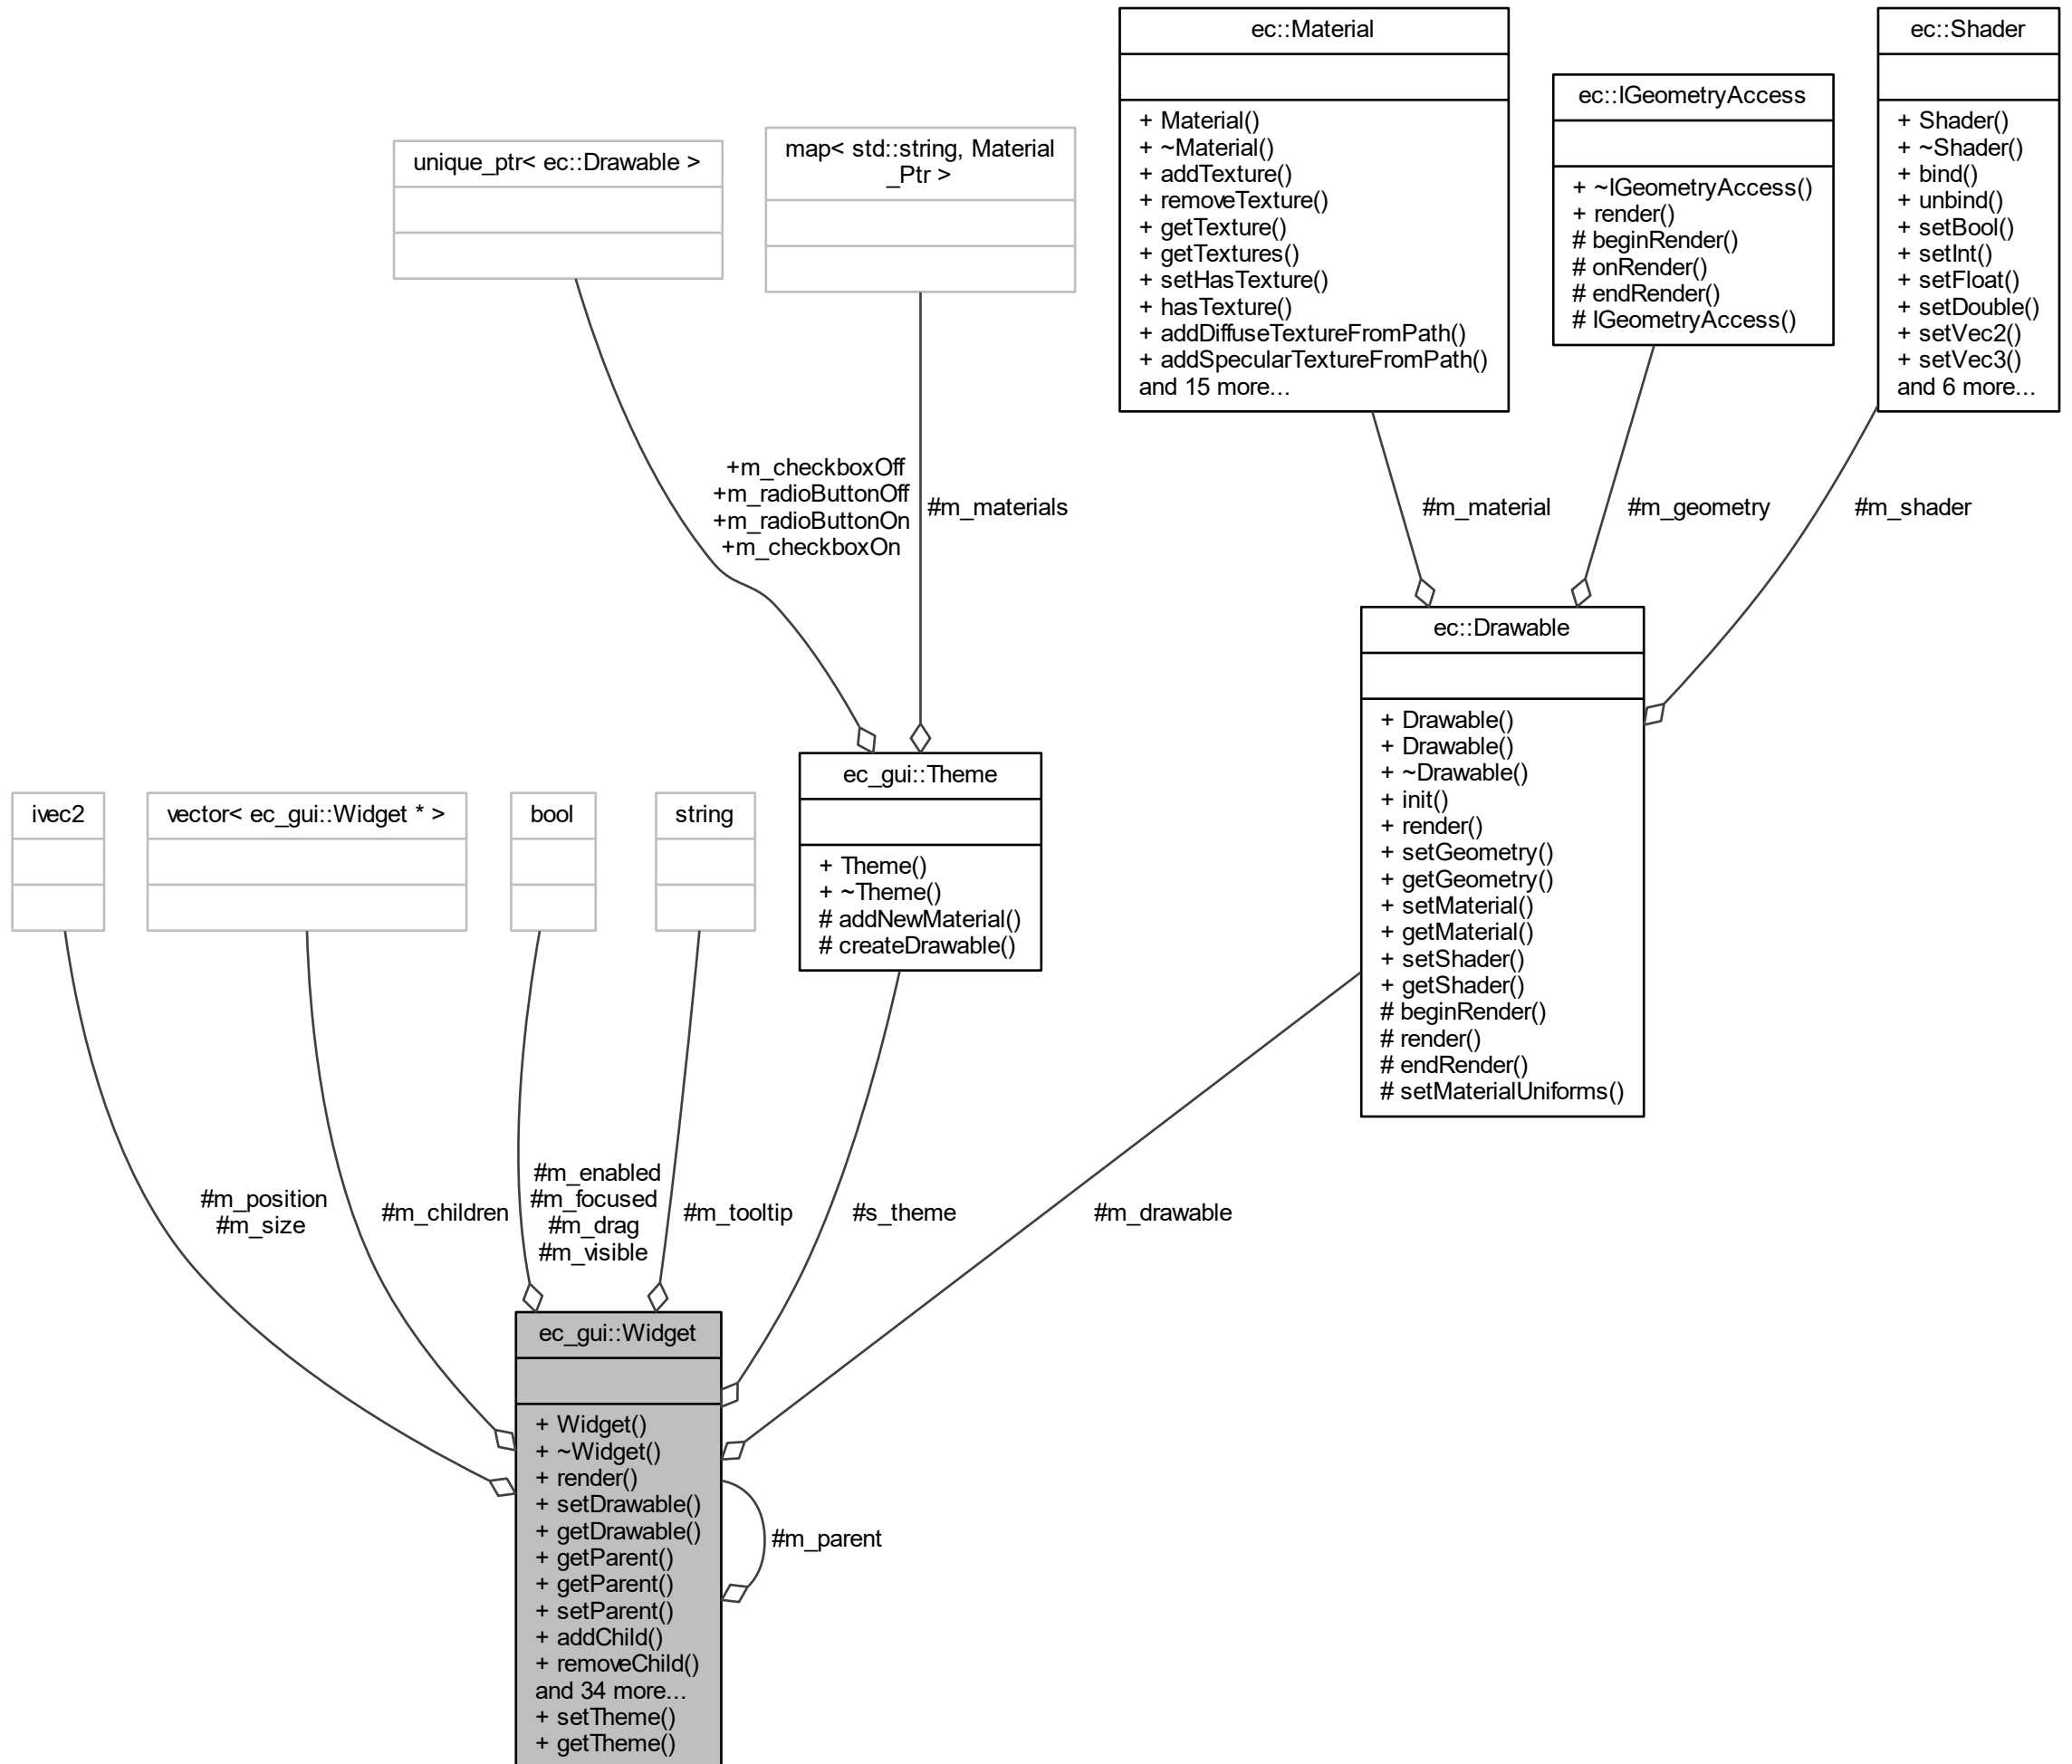 ec::Material
+ Material()
+ ~Material()
+ addTexture()
+ removeTexture()
+ getTexture()
+ getTextures()
+ setHasTexture()
+ hasTexture()
+ addDiffuseTextureFromPath()
+ addSpecularTextureFromPath()
and 15 more...
ec::IGeometryAccess
+ ~IGeometryAccess()
+ render()
# beginRender()
# onRender()
# endRender()
# IGeometryAccess()
ec::Shader
+ Shader()
+ ~Shader()
+ bind()
+ unbind()
+ setBool()
+ setInt()
+ setFloat()
+ setDouble()
+ setVec2()
+ setVec3()
and 6 more...
unique_ptr< ec::Drawable >
map< std::string, Material
_Ptr >
+m_checkboxOff
+m_radioButtonOff
+m_radioButtonOn
+m_checkboxOn
#m_materials
#m_material
#m_geometry
#m_shader
ec::Drawable
+ Drawable()
+ Drawable()
+ ~Drawable()
+ init()
+ render()
+ setGeometry()
+ getGeometry()
+ setMaterial()
+ getMaterial()
+ setShader()
+ getShader()
# beginRender()
# render()
# endRender()
# setMaterialUniforms()
ivec2
vector< ec_gui::Widget * >
bool
string
ec_gui::Theme
+ Theme()
+ ~Theme()
# addNewMaterial()
# createDrawable()
#m_position
#m_size
#m_children
#m_enabled
#m_focused
#m_drag
#m_visible
#m_tooltip
#s_theme
#m_drawable
ec_gui::Widget
+ Widget()
+ ~Widget()
+ render()
+ setDrawable()
+ getDrawable()
+ getParent()
+ getParent()
+ setParent()
+ addChild()
+ removeChild()
and 34 more...
+ setTheme()
+ getTheme()
#m_parent